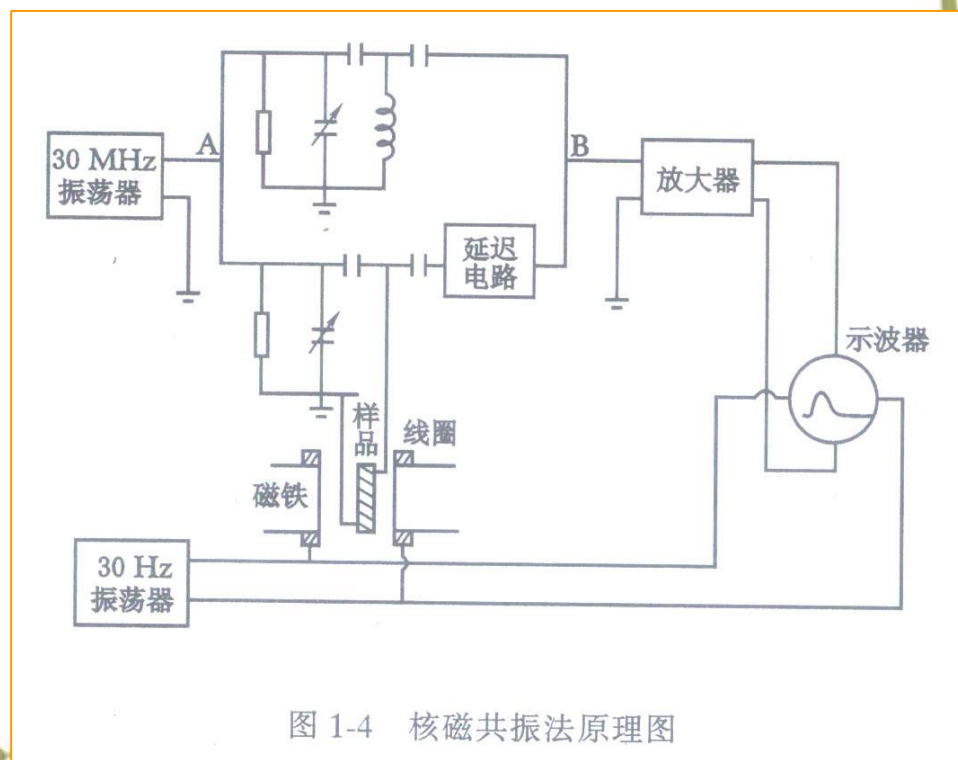 30 MHz
振荡器
A
B
放大器
延迟
电路
示波器
样
品
线圈
磁铁
30 Hz
振荡器
图 1-4 核磁共振法原理图